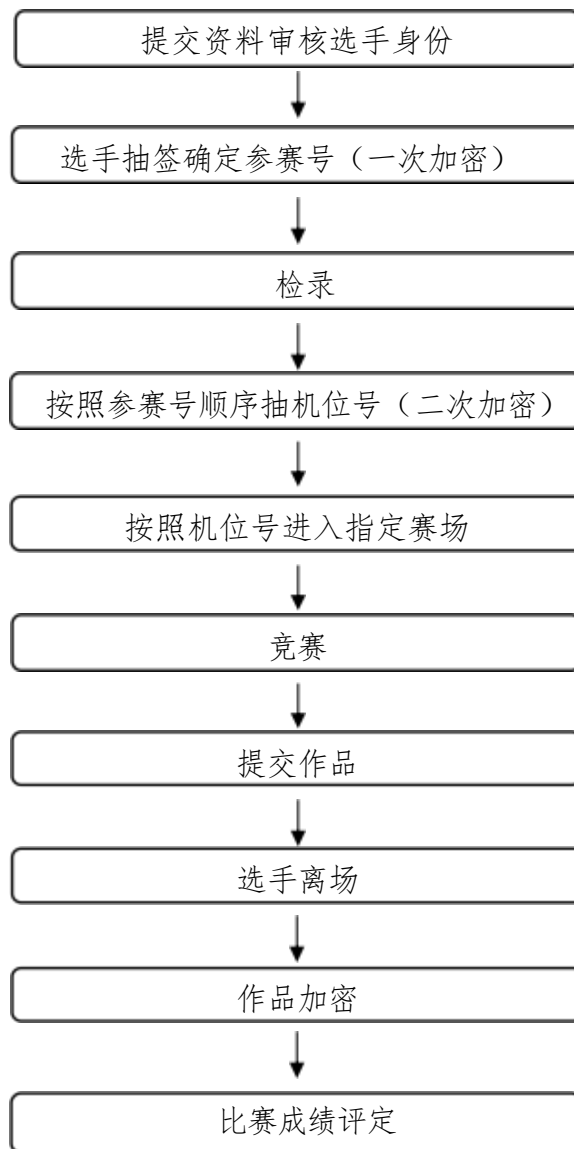 提交资料审核选手身份
选手抽签确定参赛号（一次加密）
检录
按照参赛号顺序抽机位号（二次加密）
按照机位号进入指定赛场
竞赛
提交作品
选手离场
作品加密
比赛成绩评定